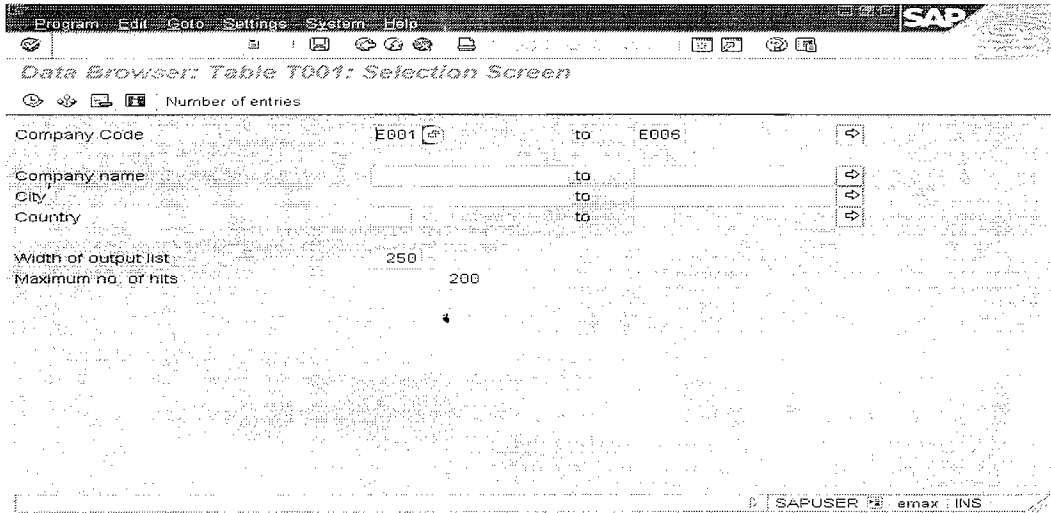 Program Edit Goto Settings System Help
SAP
Data Browser: Table T001: Selection Screen
Number of entries
Company Code E001 to E006
Company name to
City to
Country to
Width of output list 250
Maximum no. of hits 200
SAPUSER emax INS